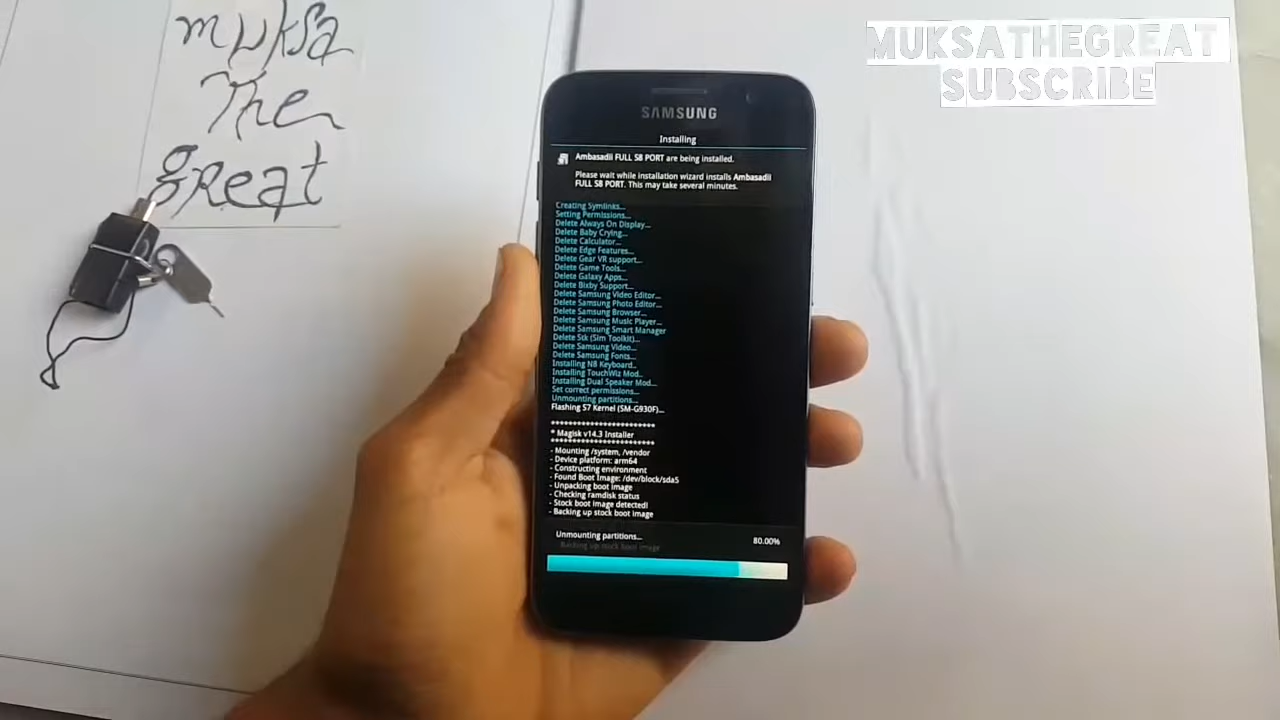 muksa
The
great
MUKSATHEGREAT
SUBSCRIBE
SAMSUNG
Installing
Ambasadii FULL S8 PORT are being installed.
Please wait while installation wizard installs Ambasadii
FULL S8 PORT. This may take several minutes.
Creating Symlinks...
Setting Permissions...
Delete Always On Display...
Delete Baby Crying...
Delete Calculator...
Delete Edge Features...
Delete Gear VR support...
Delete Game Tools...
Delete Galaxy Apps...
Delete Bixby Support...
Delete Samsung Video Editor...
Delete Samsung Photo Editor...
Delete Samsung Browser...
Delete Samsung Music Player...
Delete Samsung Smart Manager
Delete Stk (Sim Toolkit)...
Delete Samsung Video...
Delete Samsung Fonts...
Installing N8 Keyboard..
Installing TouchWiz Mod..
Installing Dual Speaker Mod...
Set correct permissions...
Unmounting partitions...
Flashing S7 Kernel (SM-G930F)...
************************
* Magisk v14.3 Installer
************************
- Mounting /system, /vendor
- Device platform: arm64
- Constructing environment
- Found Boot Image: /dev/block/sda5
- Unpacking boot image
- Checking ramdisk status
- Stock boot image detected!
- Backing up stock boot image
Unmounting partitions... 80.00%
Backing up stock boot image